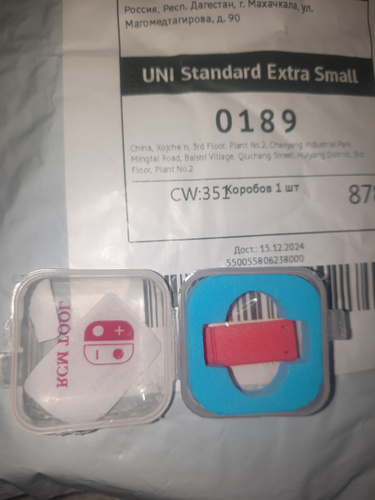 Россия, Респ. Дагестан, г. Махачкала, ул.
Магомедтагирова, д. 90
UNI Standard Extra Small
0189
China, Xojche'n, 3rd Floor, Plant No.2, Chaoyang Industrial Park,
Mingtai Road, Baishi Village, Qiuchang Street, Huiyang District, 3rd
Floor, Plant No.2
CW:351
Коробов 1 шт
87
Дост.: 15.12.2024
550055806238000
RCM TOOL